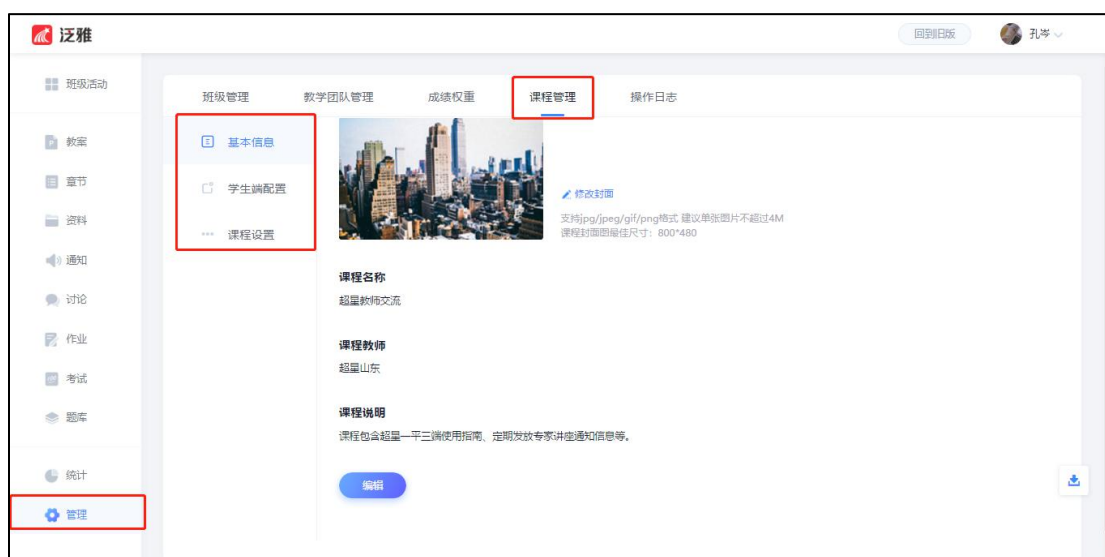 泛雅
回到旧版
孔岑
班级活动
教案
章节
资料
通知
讨论
作业
考试
题库
统计
管理
班级管理 教学团队管理 成绩权重 课程管理 操作日志
基本信息
学生端配置
课程设置
修改封面
支持jpg/jpeg/gif/png格式 建议单张图片不超过4M
课程封面图最佳尺寸：800*480
课程名称
超星教师交流
课程教师
超星山东
课程说明
课程包含超星一平三端使用指南、定期发放专家讲座通知信息等。
编辑